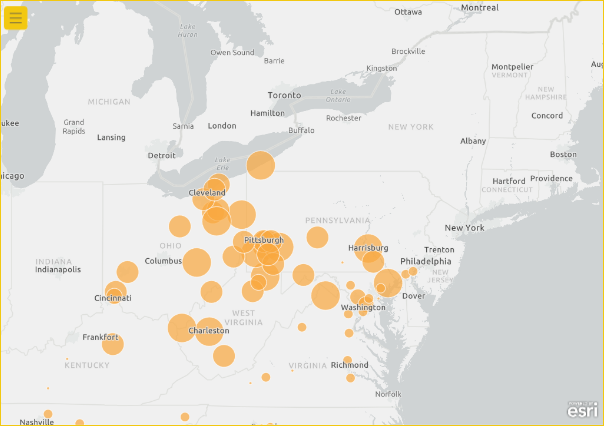 Montreal
Ottawa
Lake
Huron
Owen Sound
Barrie
Brockville
Kingston
Montpelier
VERMONT
NEW
HAMPSHIRE
Toronto
Lake
Ontario
MICHIGAN
Hamilton
Rochester
Concord
Grand
Rapids
Sarnia
London
Buffalo
NEW YORK
Lansing
Albany
Detroit
Lake
Erie
Boston
Hartford
Providence
CONNECTICUT
Cleveland
PENNSYLVANIA
New York
Pittsburgh
OHIO
Harrisburg
Trenton
Columbus
Philadelphia
INDIANA
Indianapolis
NEW
JERSEY
Cincinnati
Dover
Washington
WEST
VIRGINIA
Charleston
Frankfort
KENTUCKY
VIRGINIA
Richmond
Norfolk
Nashville
esri